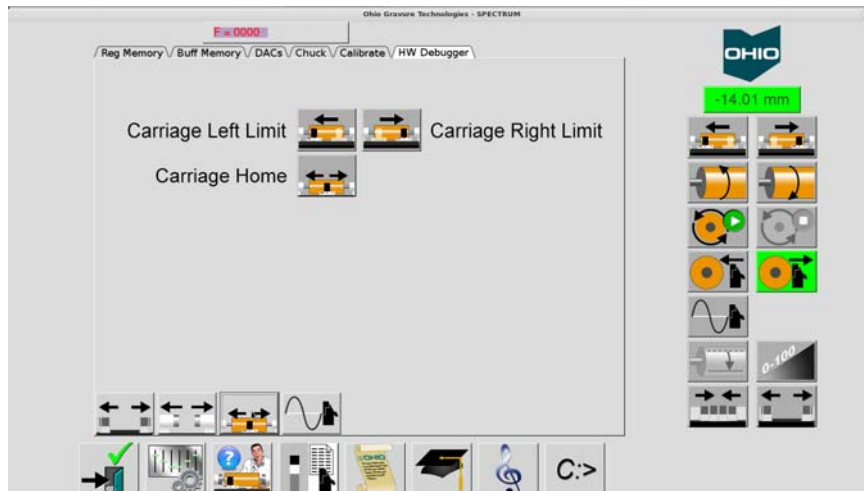 Ohio Gravure Technologies - SPECTRUM
F = 0000
Reg Memory Buff Memory DACs Chuck Calibrate HW Debugger
OHIO
-14.01 mm
Carriage Left Limit Carriage Right Limit
Carriage Home
0-100
OHIO
C:>